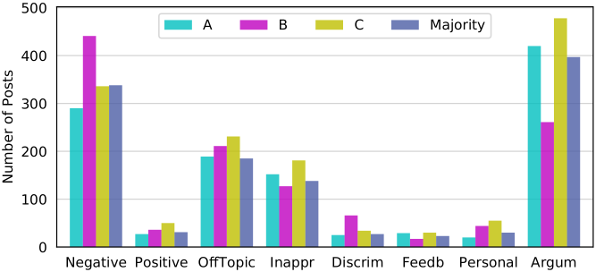 500
400
300
200
100
0
Number of Posts
A B C Majority
Negative Positive OffTopic Inappr Discrim Feedb Personal Argum